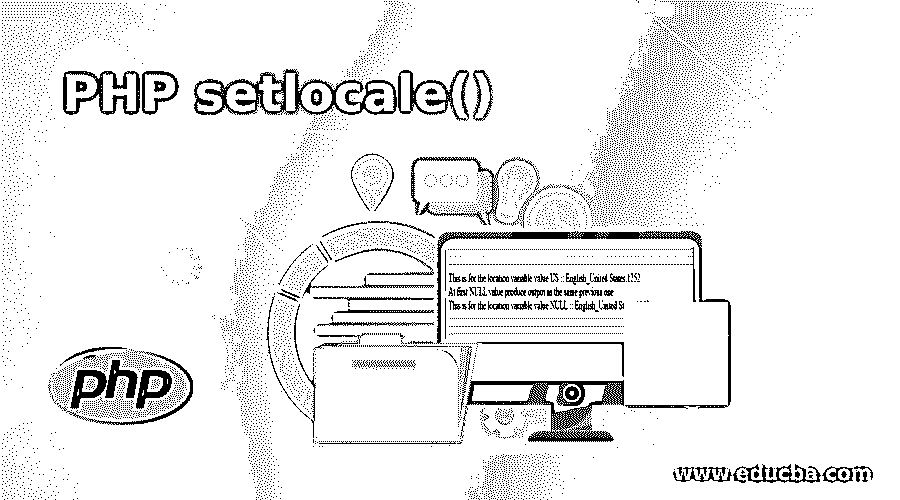 PHP setlocale()
This is for the location variable value US :: English_United States.1252
At first NULL value produce output as the same previous one
This is for the location variable value NULL :: English_United St
php
www.educba.com